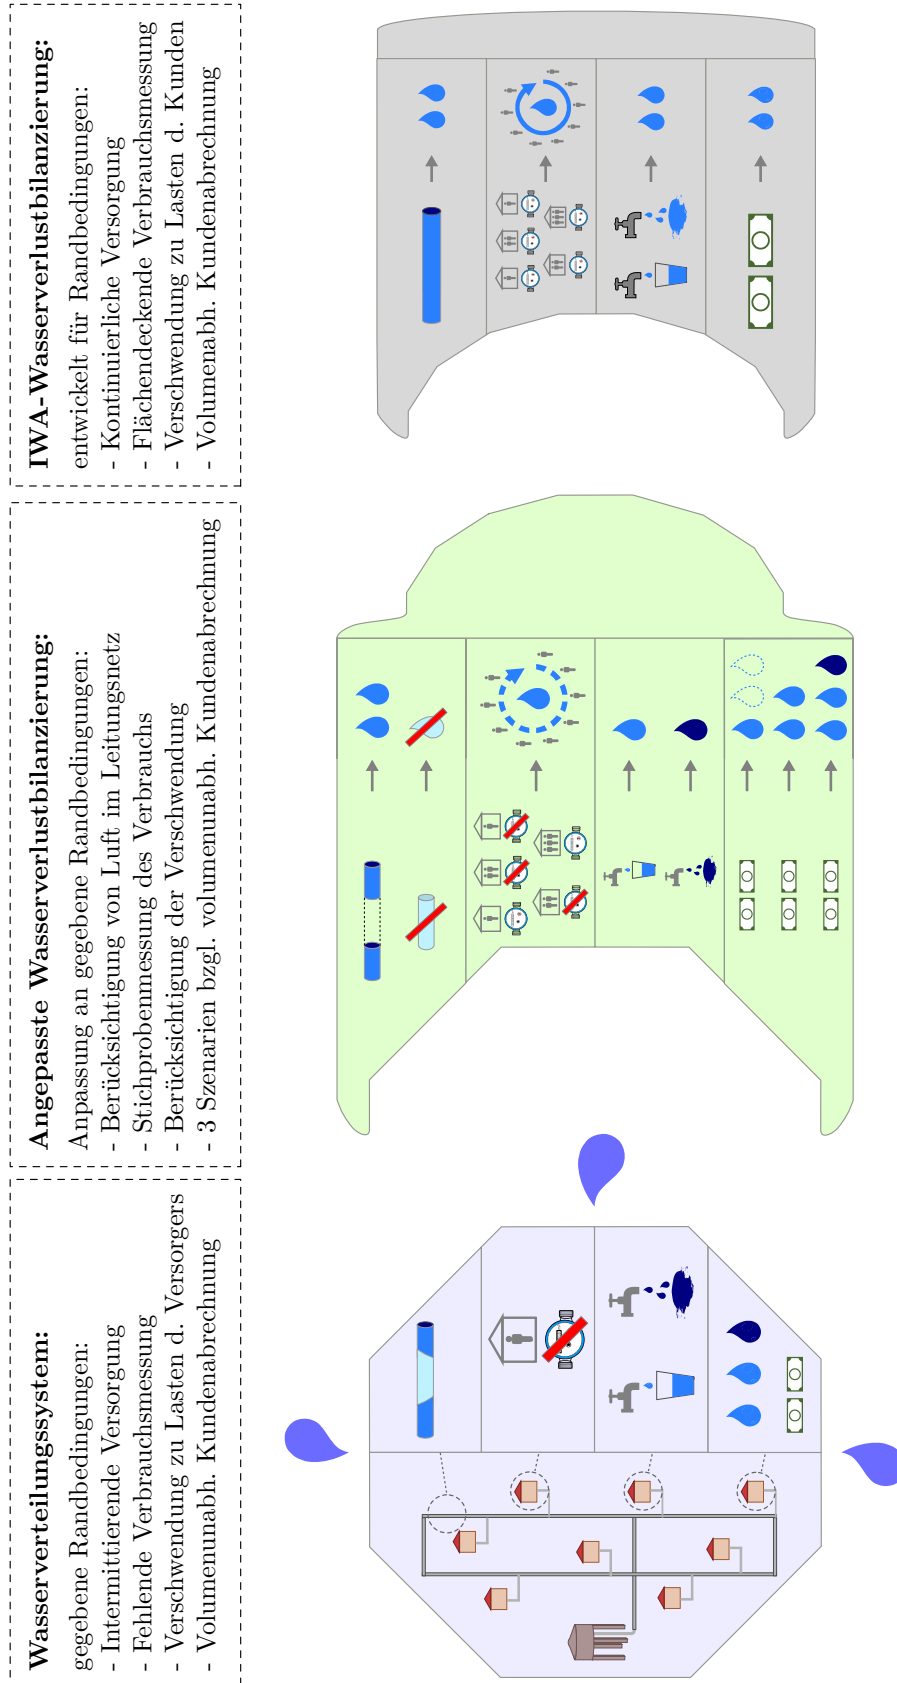 Wasserverteilungssystem:
gegebene Randbedingungen:
- Intermittierende Versorgung
- Fehlende Verbrauchsmessung
- Verschwendung zu Lasten d. Versorgers
- Volumenunabh. Kundenabrechnung
Angepasste Wasserverlustbilanzierung:
Anpassung an gegebene Randbedingungen:
- Berücksichtigung von Luft im Leitungsnetz
- Stichprobenmessung des Verbrauchs
- Berücksichtigung der Verschwendung
- 3 Szenarien bzgl. volumenunabh. Kundenabrechnung
IWA-Wasserverlustbilanzierung:
entwickelt für Randbedingungen:
- Kontinuierliche Versorgung
- Flächendeckende Verbrauchsmessung
- Verschwendung zu Lasten d. Kunden
- Volumenabh. Kundenabrechnung